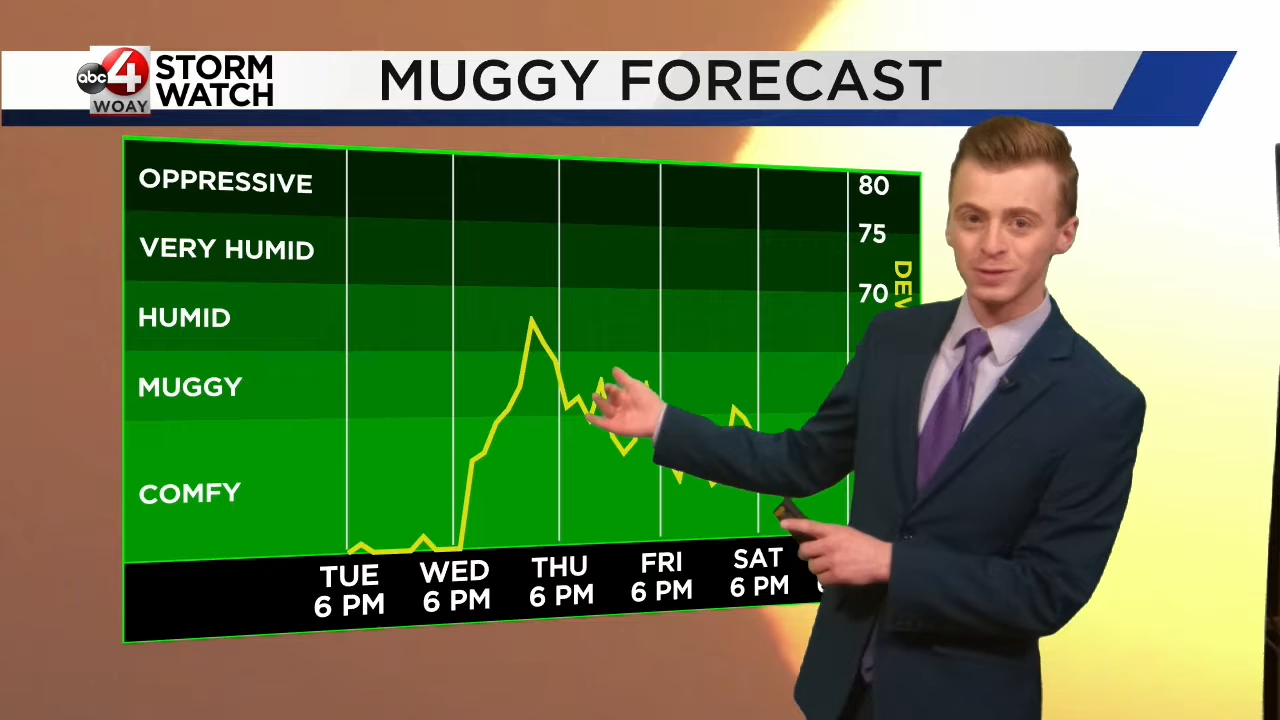 abc 4
WOAY
STORM
WATCH
MUGGY FORECAST
OPPRESSIVE
VERY HUMID
HUMID
MUGGY
COMFY
80
75
70
DEW
TUE
6 PM
WED
6 PM
THU
6 PM
FRI
6 PM
SAT
6 PM